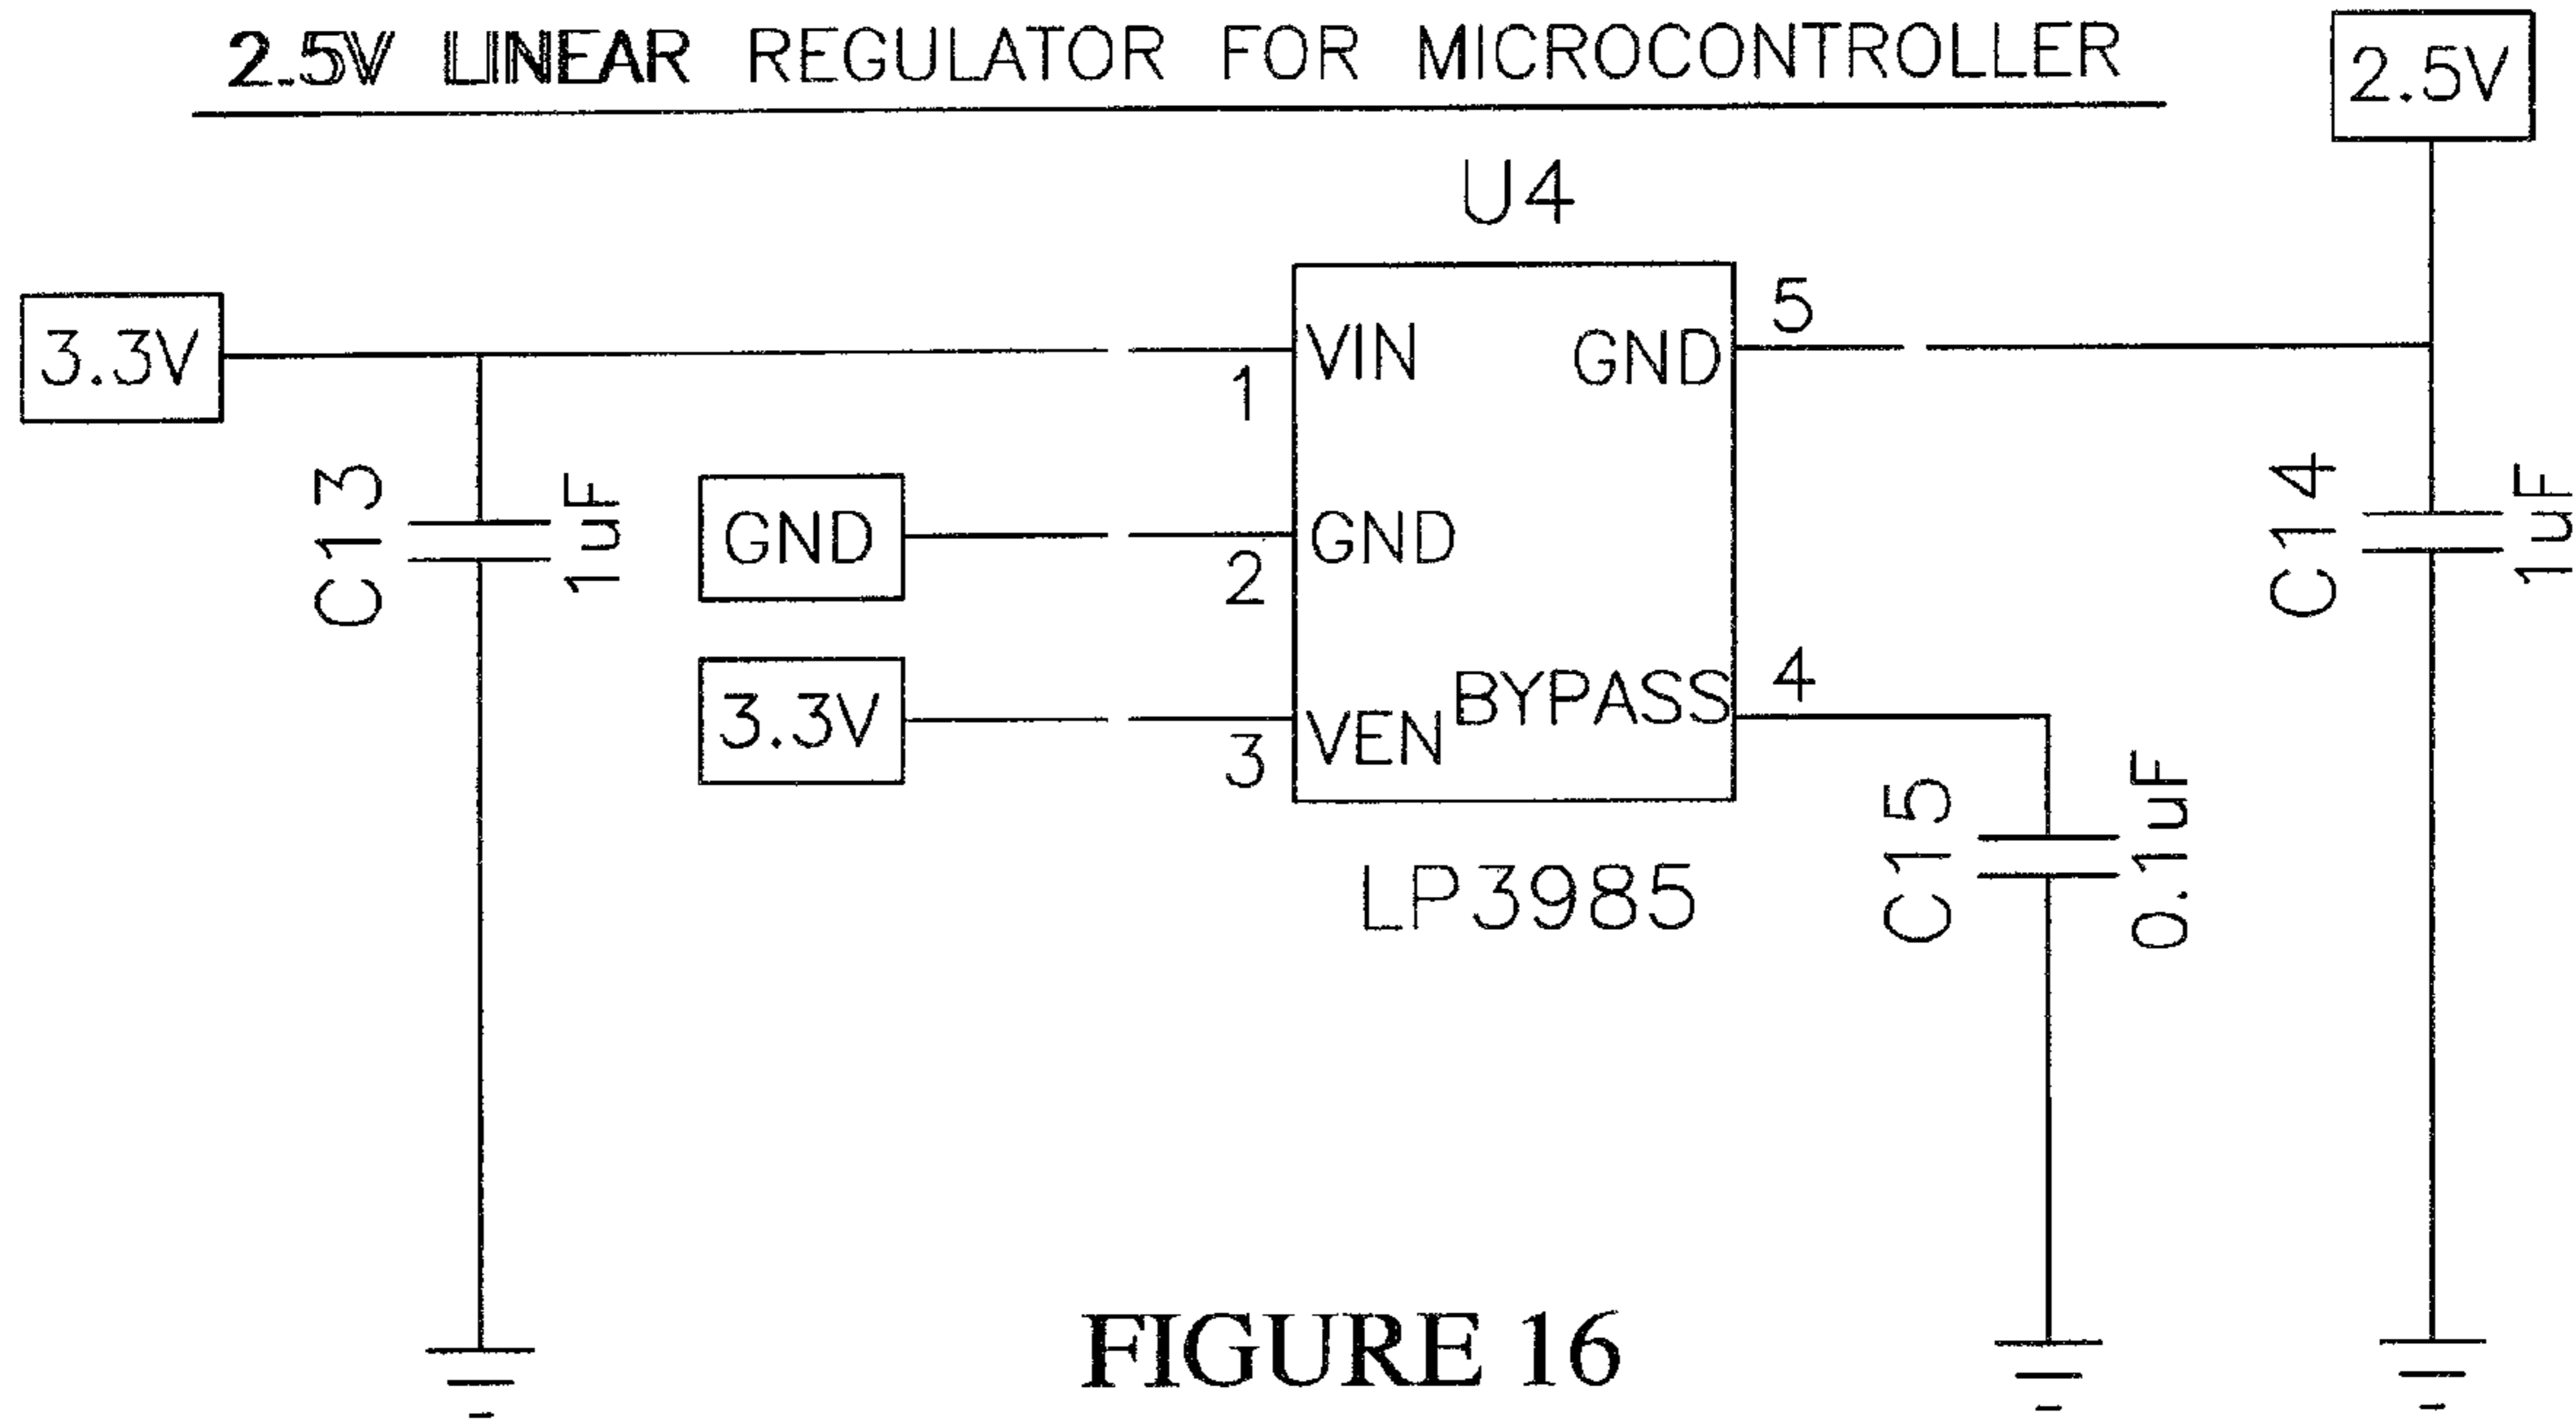 2.5V LINEAR REGULATOR FOR MICROCONTROLLER
2.5V
U4
3.3V
VIN
GND
5
1
C13
1uF
GND
GND
2
C14
1uF
3.3V
VEN
BYPASS
4
3
C15
0.1uF
LP3985
FIGURE 16